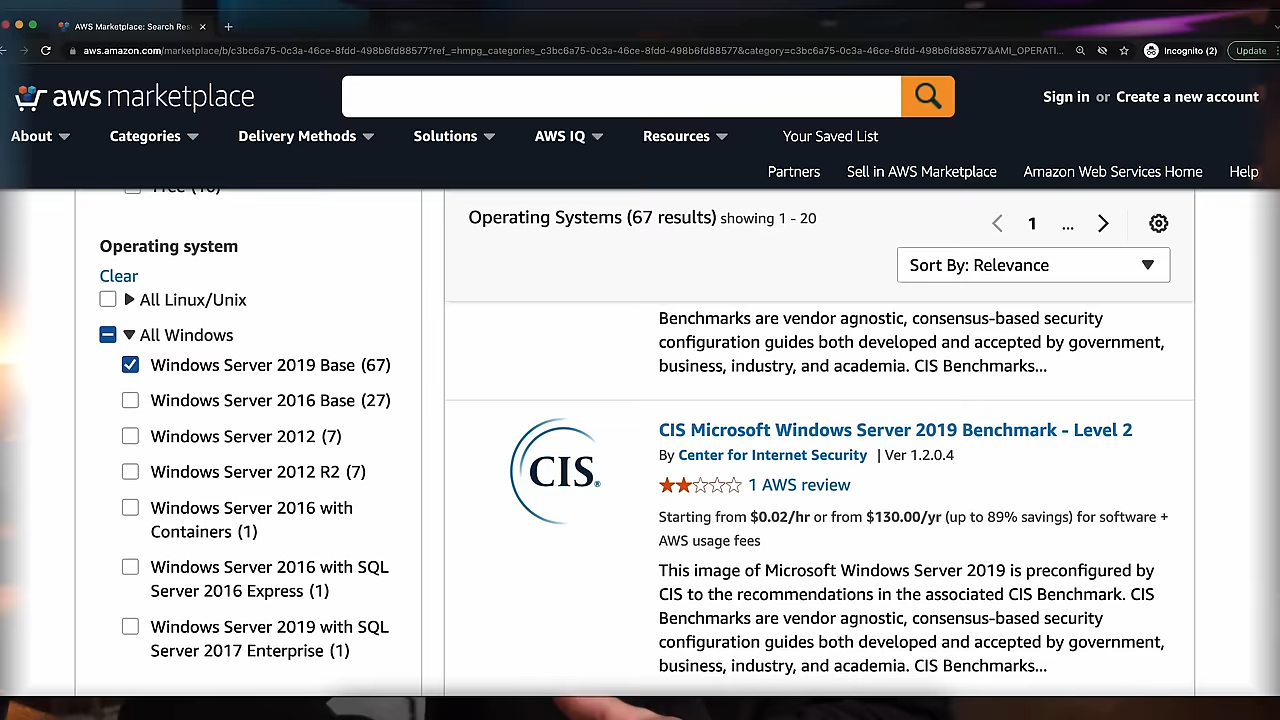 AWS Marketplace: Search Res
aws.amazon.com/marketplace/b/c3bc6a75-0c3a-46ce-8fdd-498b6fd88577?ref_=hmpg_categories_c3bc6a75-0c3a-46ce-8fdd-498b6fd88577&category=c3bc6a75-0c3a-46ce-8fdd-498b6fd88577&AMI_OPERATI...
Incognito (2)
Update
aws marketplace
Sign in or Create a new account
About
Categories
Delivery Methods
Solutions
AWS IQ
Resources
Your Saved List
Partners
Sell in AWS Marketplace
Amazon Web Services Home
Help
Operating system
Clear
All Linux/Unix
All Windows
Windows Server 2019 Base (67)
Windows Server 2016 Base (27)
Windows Server 2012 (7)
Windows Server 2012 R2 (7)
Windows Server 2016 with
Containers (1)
Windows Server 2016 with SQL
Server 2016 Express (1)
Windows Server 2019 with SQL
Server 2017 Enterprise (1)
Operating Systems (67 results) showing 1 - 20
1 ...
Sort By: Relevance
Benchmarks are vendor agnostic, consensus-based security
configuration guides both developed and accepted by government,
business, industry, and academia. CIS Benchmarks...
CIS
CIS Microsoft Windows Server 2019 Benchmark - Level 2
By Center for Internet Security | Ver 1.2.0.4
1 AWS review
Starting from $0.02/hr or from $130.00/yr (up to 89% savings) for software +
AWS usage fees
This image of Microsoft Windows Server 2019 is preconfigured by
CIS to the recommendations in the associated CIS Benchmark. CIS
Benchmarks are vendor agnostic, consensus-based security
configuration guides both developed and accepted by government,
business, industry, and academia. CIS Benchmarks...